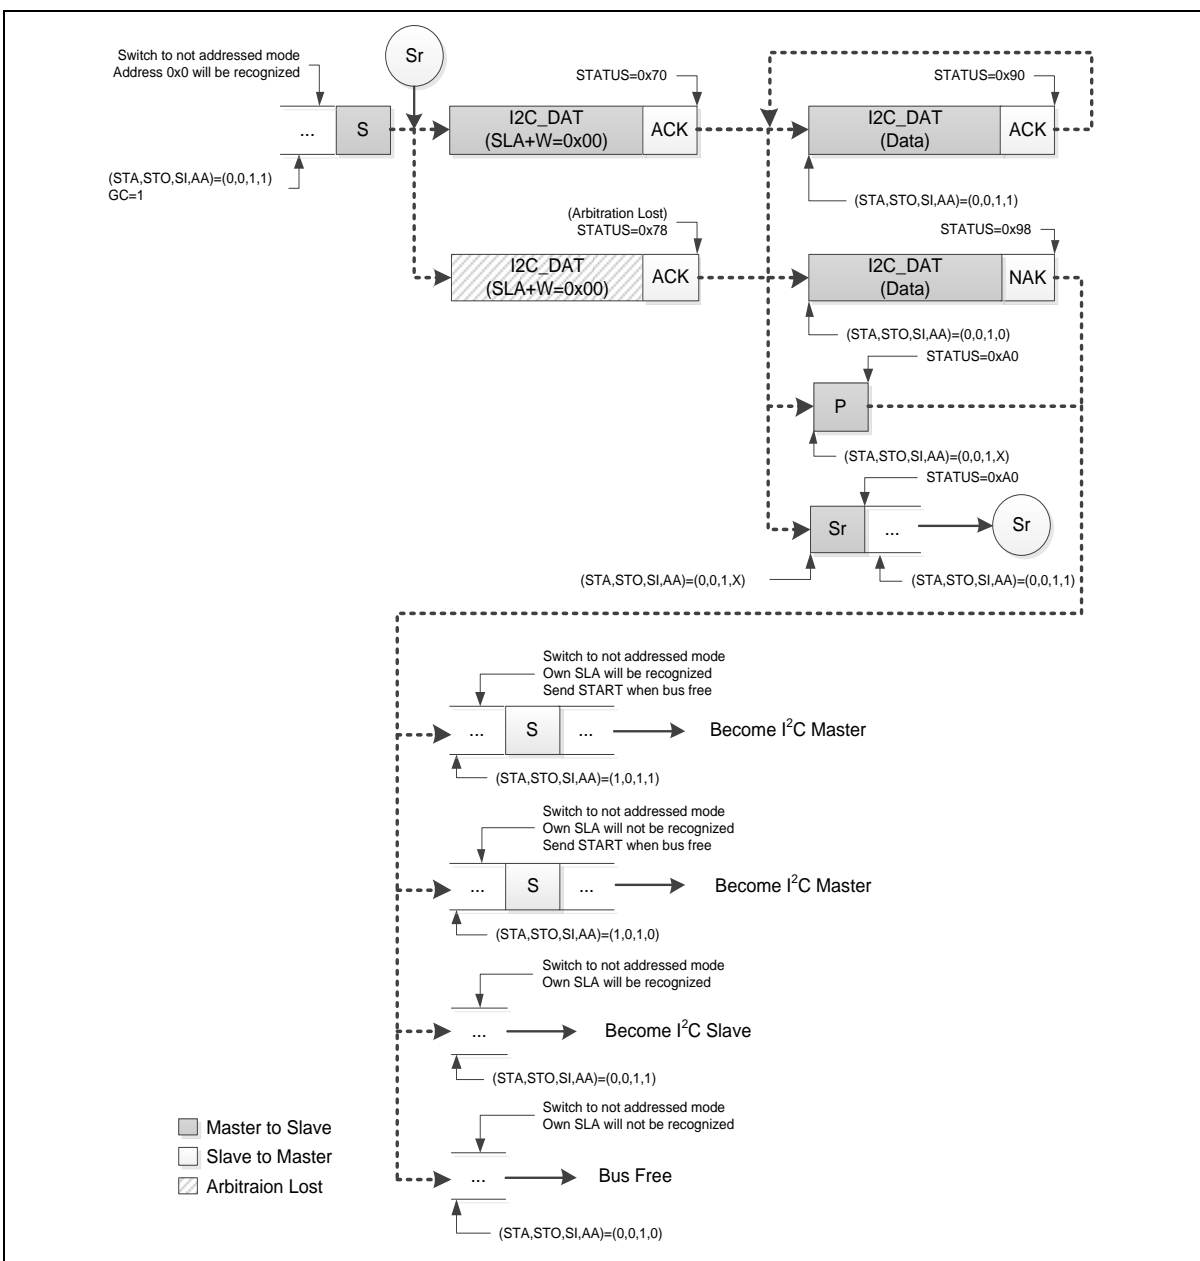 Switch to not addressed mode
Address 0x0 will be recognized
Sr
STATUS=0x70
STATUS=0x90
...
S
I2C_DAT
(SLA+W=0x00)
ACK
I2C_DAT
(Data)
ACK
(STA,STO,SI,AA)=(0,0,1,1)
GC=1
(STA,STO,SI,AA)=(0,0,1,1)
(Arbitration Lost)
STATUS=0x78
STATUS=0x98
I2C_DAT
(SLA+W=0x00)
ACK
I2C_DAT
(Data)
NAK
(STA,STO,SI,AA)=(0,0,1,0)
STATUS=0xA0
P
(STA,STO,SI,AA)=(0,0,1,X)
STATUS=0xA0
Sr
...
Sr
(STA,STO,SI,AA)=(0,0,1,X)
(STA,STO,SI,AA)=(0,0,1,1)
Switch to not addressed mode
Own SLA will be recognized
Send START when bus free
...
S
...
Become I²C Master
(STA,STO,SI,AA)=(1,0,1,1)
Switch to not addressed mode
Own SLA will not be recognized
Send START when bus free
...
S
...
Become I²C Master
(STA,STO,SI,AA)=(1,0,1,0)
Switch to not addressed mode
Own SLA will be recognized
...
Become I²C Slave
(STA,STO,SI,AA)=(0,0,1,1)
Switch to not addressed mode
Own SLA will not be recognized
...
Bus Free
(STA,STO,SI,AA)=(0,0,1,0)
Master to Slave
Slave to Master
Arbitraion Lost